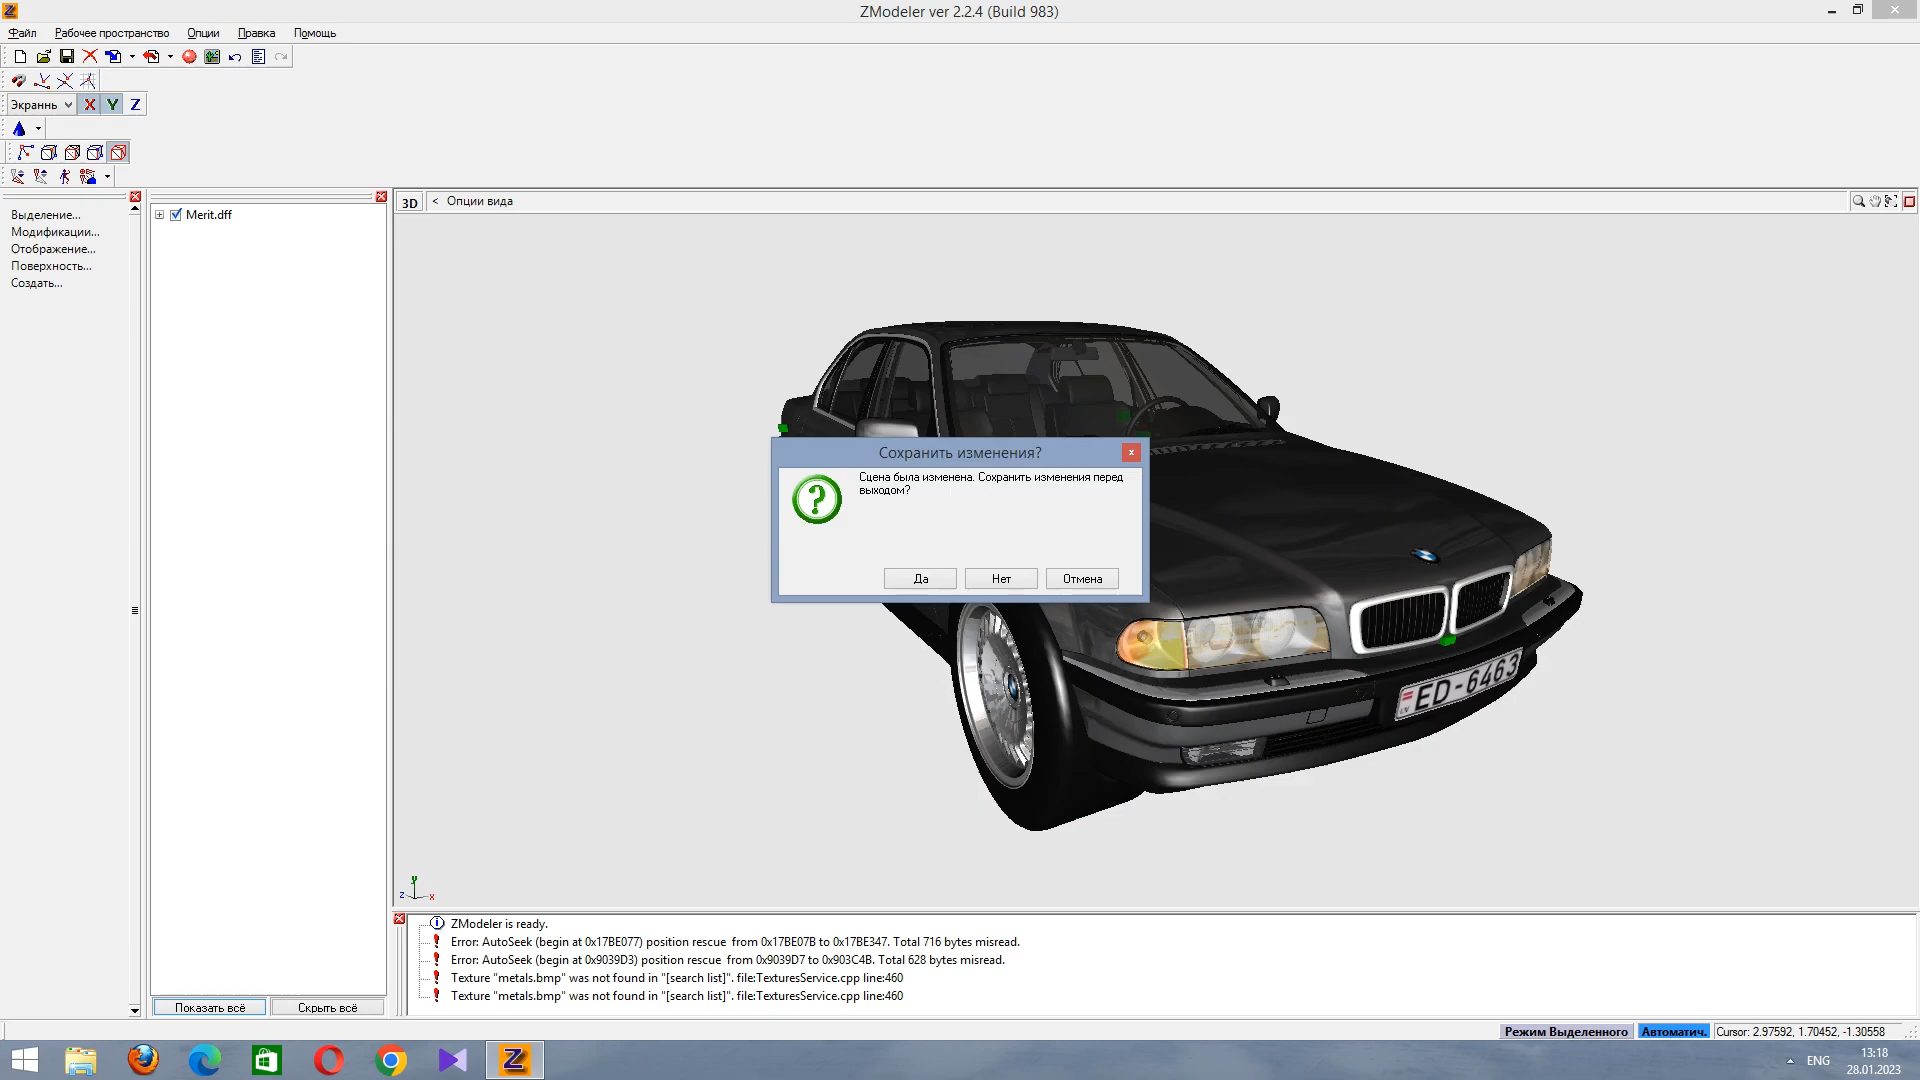 ZModeler ver 2.2.4 (Build 983)
Файл Рабочее пространство Опции Правка Помощь
Экраннь X Y Z
Выделение...
Модификации...
Отображение...
Поверхность...
Создать...
Merit.dff
Показать всё Скрыть всё
3D < Опции вида
Сохранить изменения?
Сцена была изменена. Сохранить изменения перед
выходом?
Да Нет Отмена
ED-6463
LV
y
z x
ZModeler is ready.
Error: AutoSeek (begin at 0x17BE077) position rescue from 0x17BE07B to 0x17BE347. Total 716 bytes misread.
Error: AutoSeek (begin at 0x9039D3) position rescue from 0x9039D7 to 0x903C4B. Total 628 bytes misread.
Texture "metals.bmp" was not found in "[search list]". file:TexturesService.cpp line:460
Texture "metals.bmp" was not found in "[search list]". file:TexturesService.cpp line:460
Режим Выделенного Автоматич. Cursor: 2.97592, 1.70452, -1.30558
ENG 13:18
28.01.2023